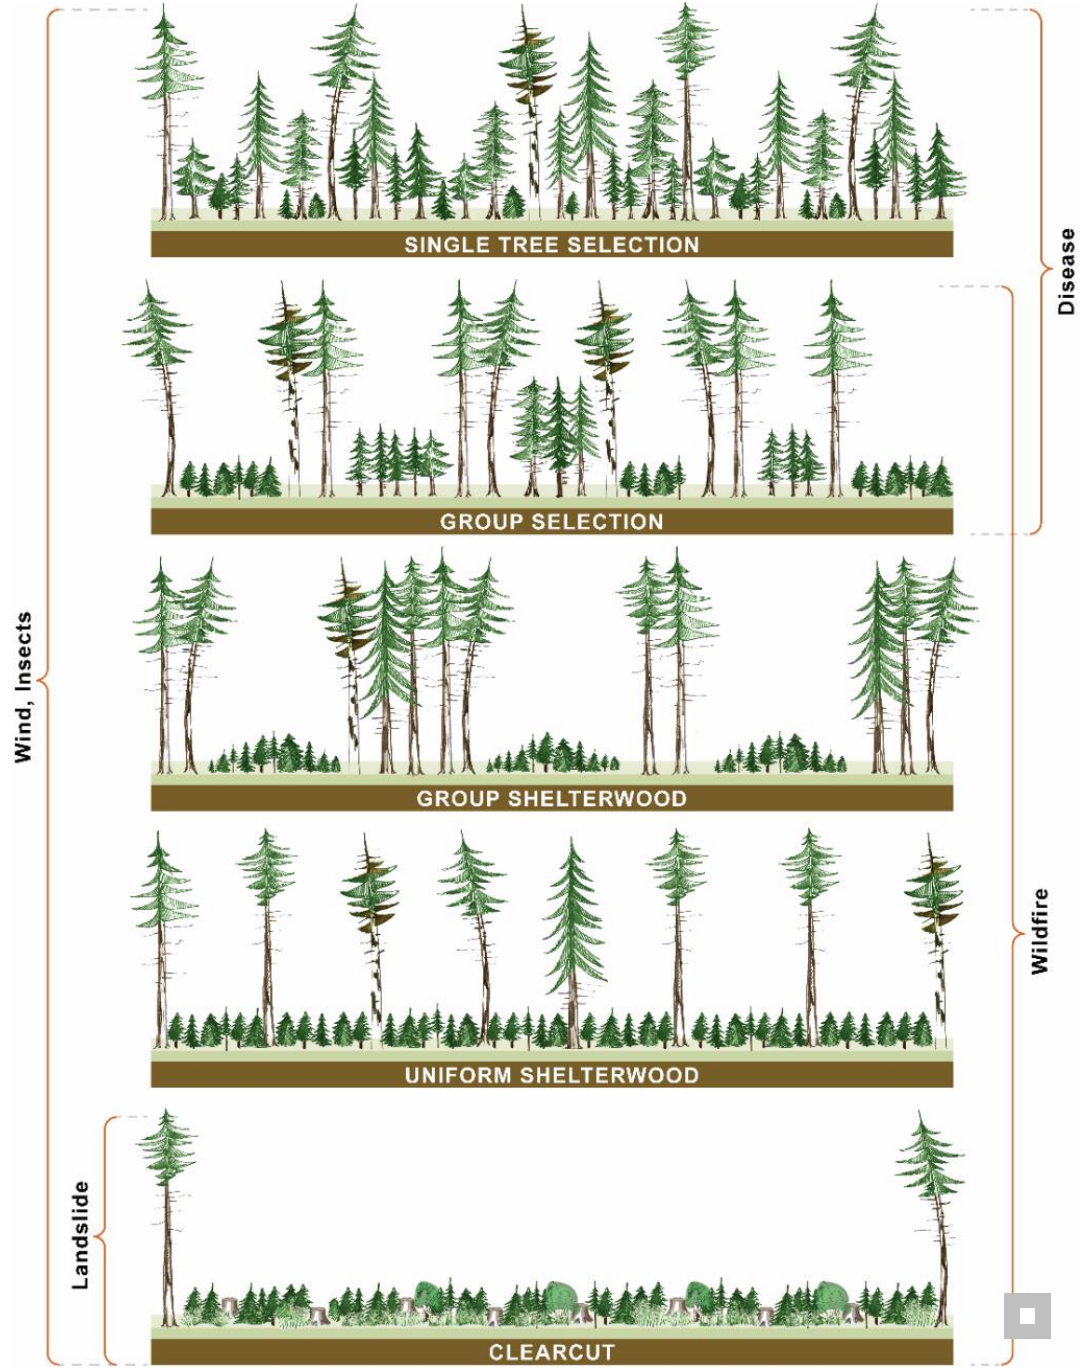 SINGLE TREE SELECTION
Disease
GROUP SELECTION
Wind, Insects
GROUP SHELTERWOOD
Wildfire
UNIFORM SHELTERWOOD
Landslide
CLEARCUT